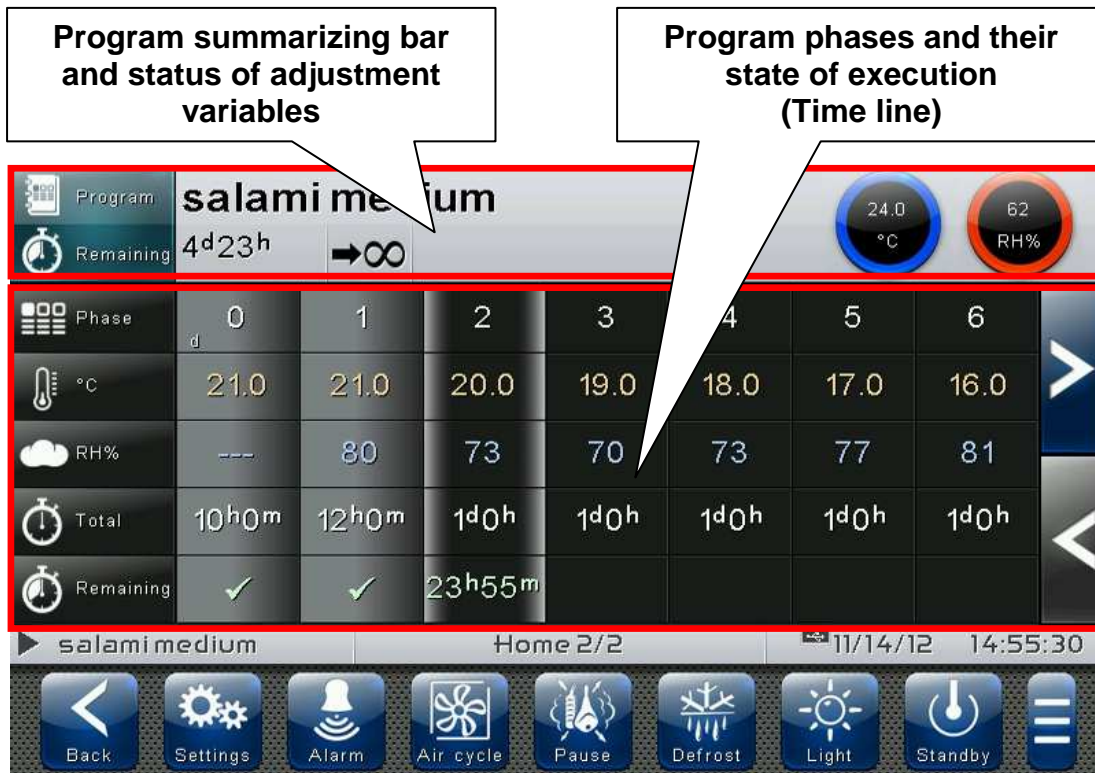 Program summarizing bar
and status of adjustment
variables
Program phases and their
state of execution
(Time line)
Program salami medium
24.0 °C
62 RH%
Remaining 4d23h →∞
Phase 0 1 2 3 4 5 6
d
°C 21.0 21.0 20.0 19.0 18.0 17.0 16.0
RH% --- 80 73 70 73 77 81
Total 10h0m 12h0m 1d0h 1d0h 1d0h 1d0h 1d0h
Remaining ✓ ✓ 23h55m
salami medium Home 2/2 11/14/12 14:55:30
Back Settings Alarm Air cycle Pause Defrost Light Standby